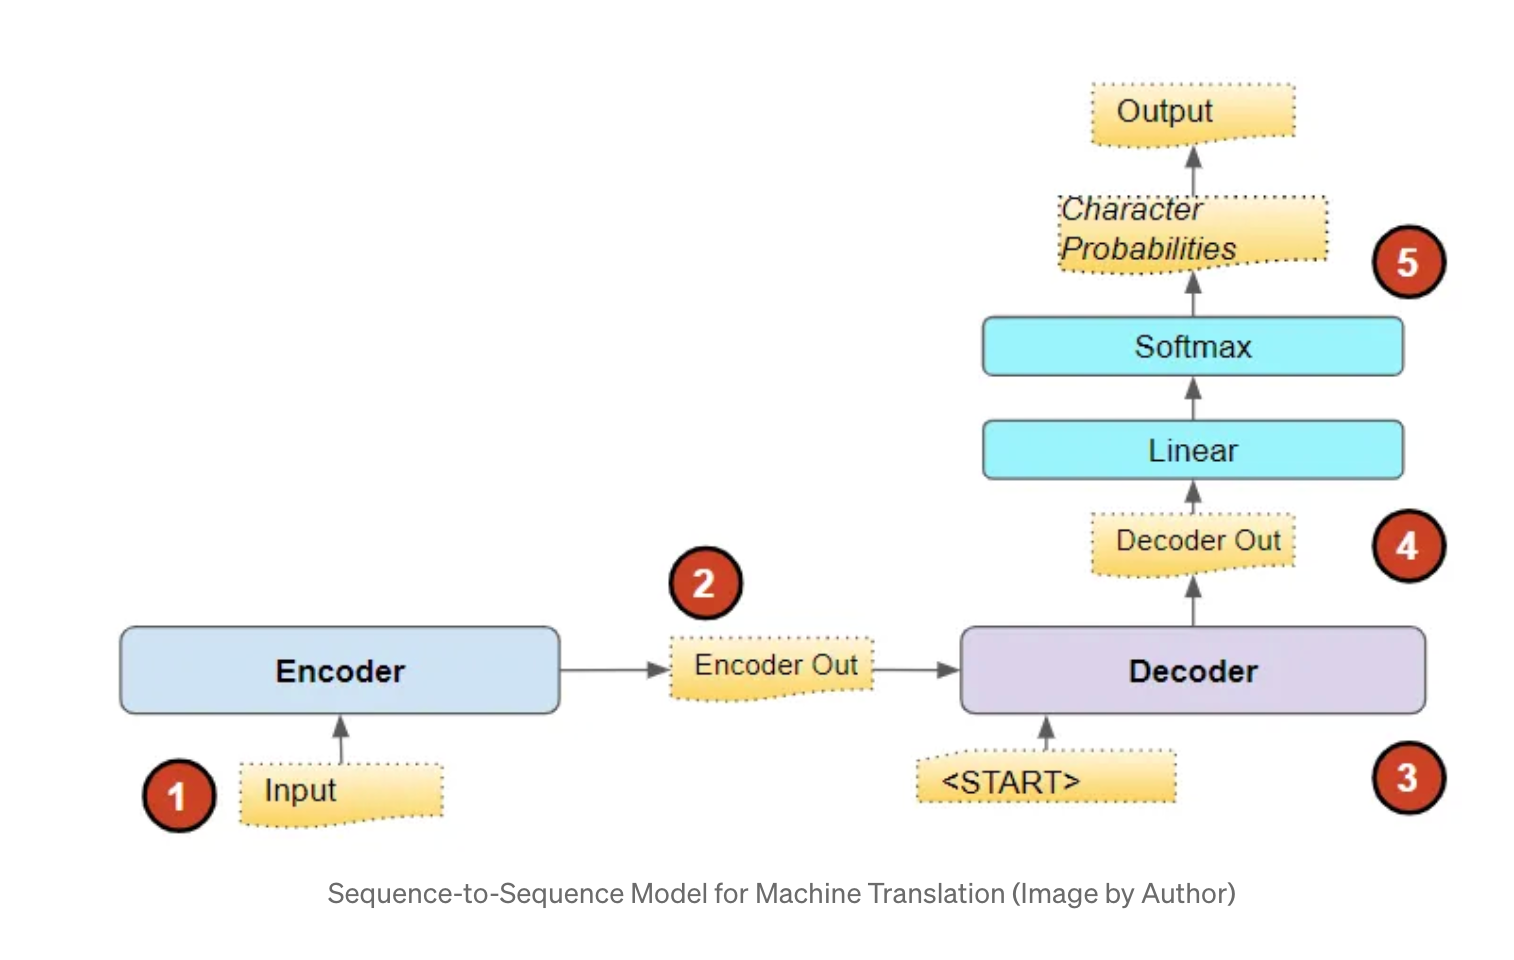 Output
Character
Probabilities
5
Softmax
Linear
Decoder Out
4
2
Encoder
Encoder Out
Decoder
1
Input
<START>
3
Sequence-to-Sequence Model for Machine Translation (Image by Author)